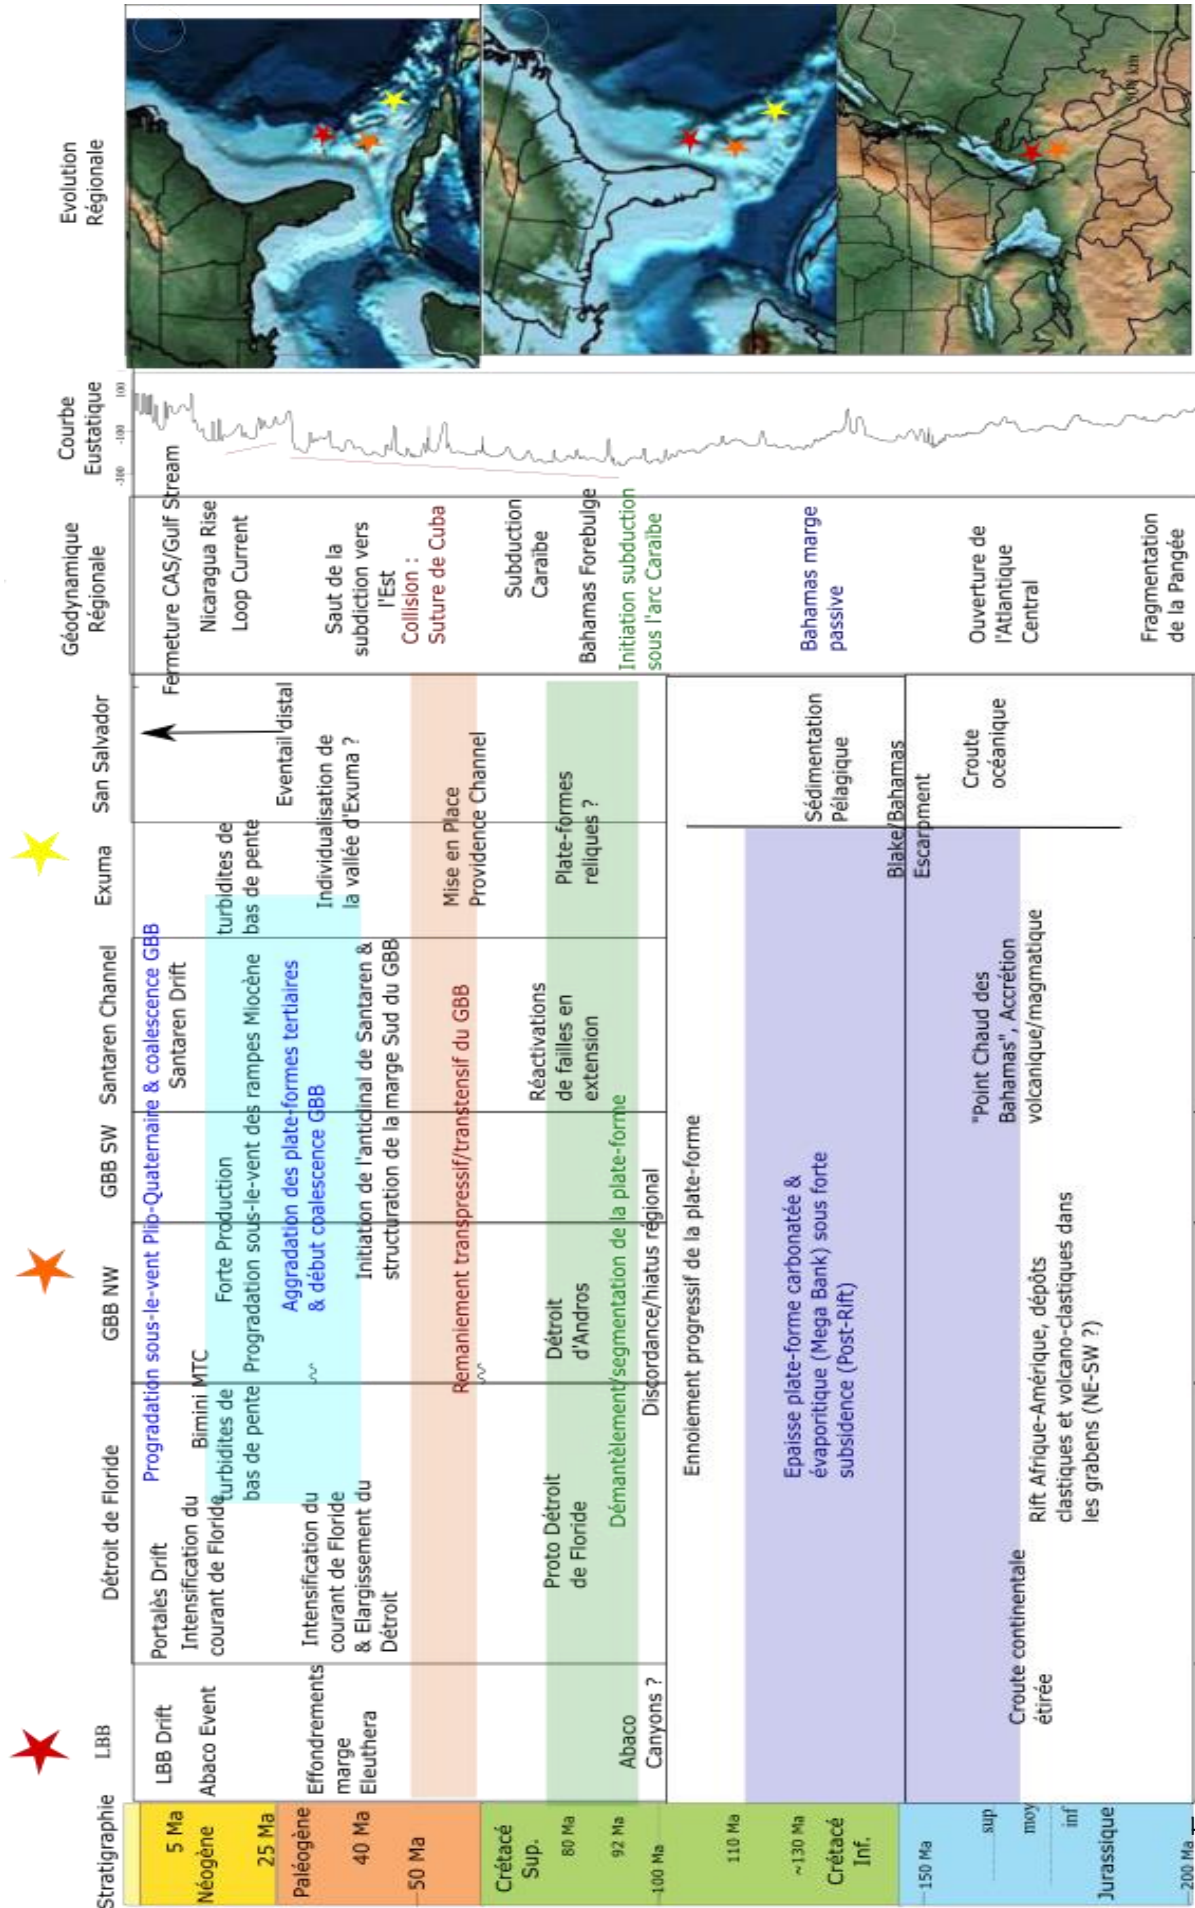 Stratigraphie
LBB
Détroit de Floride
GBB NW
GBB SW
Santaren Channel
Exuma
San Salvador
Géodynamique
Régionale
Courbe
Eustatique
Evolution
Régionale
5 Ma
Néogène
25 Ma
Paléogène
40 Ma
50 Ma
Crétacé
Sup.
80 Ma
92 Ma
100 Ma
110 Ma
~130 Ma
Crétacé
Inf.
150 Ma
sup
moy
inf
Jurassique
200 Ma
LBB Drift
Abaco Event
Effondrements
marge
Eleuthera
Abaco
Canyons ?
Portalès Drift
Intensification du
courant de Floride
Bimini MTC
turbidites de
bas de pente
Intensification du
courant de Floride
& Elargissement du
Détroit
Proto Détroit
de Floride
Progradation sous-le-vent Plio-Quaternaire & coalescence GBB
Santaren Drift
Forte Production
Progradation sous-le-vent des rampes Miocène
Aggradation des plate-formes tertiaires
& début coalescence GBB
Initiation de l'anticlinal de Santaren &
structuration de la marge Sud du GBB
Remaniement transpressif/transtensif du GBB
Détroit
d'Andros
Réactivations
de failles en
extension
Démantèlement/segmentation de la plate-forme
Discordance/hiatus régional
Ennoiement progressif de la plate-forme
Epaisse plate-forme carbonatée &
évaporitique (Mega Bank) sous forte
subsidence (Post-Rift)
Croute continentale
étirée
Rift Afrique-Amérique, dépôts
clastiques et volcano-clastiques dans
les grabens (NE-SW ?)
"Point Chaud des
Bahamas", Accrétion
volcanique/magmatique
turbidites de
bas de pente
Eventail distal
Individualisation de
la vallée d'Exuma ?
Mise en Place
Providence Channel
Plate-formes
reliques ?
Sédimentation
Pélagique
Blake/Bahamas
Escarpment
Croute
océanique
Fermeture CAS/Gulf Stream
Nicaragua Rise
Loop Current
Saut de la
subdiction vers
l'Est
Collision :
Suture de Cuba
Subduction
Caraïbe
Bahamas Forebulge
Initiation subduction
sous l'arc Caraïbe
Bahamas marge
passive
Ouverture de
l'Atlantique
Central
Fragmentation
de la Pangée
-300
-100
100